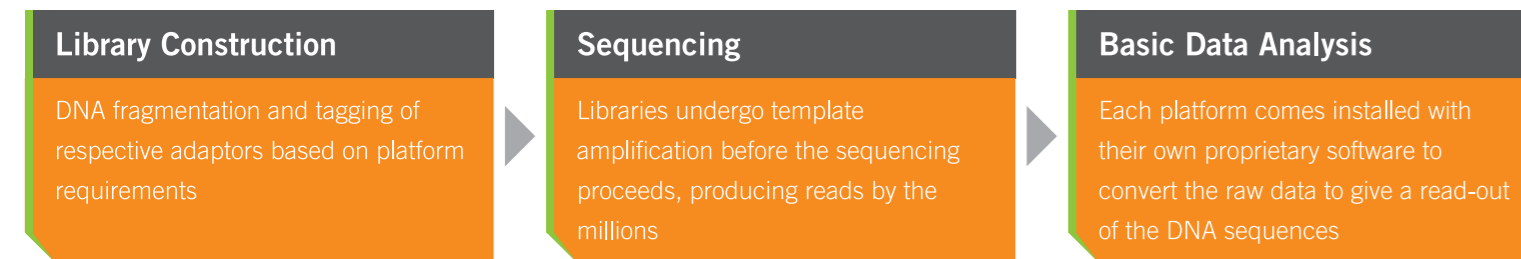 Library Construction
DNA fragmentation and tagging of
respective adaptors based on platform
requirements
Sequencing
Libraries undergo template
amplification before the sequencing
proceeds, producing reads by the
millions
Basic Data Analysis
Each platform comes installed with
their own proprietary software to
convert the raw data to give a read-out
of the DNA sequences